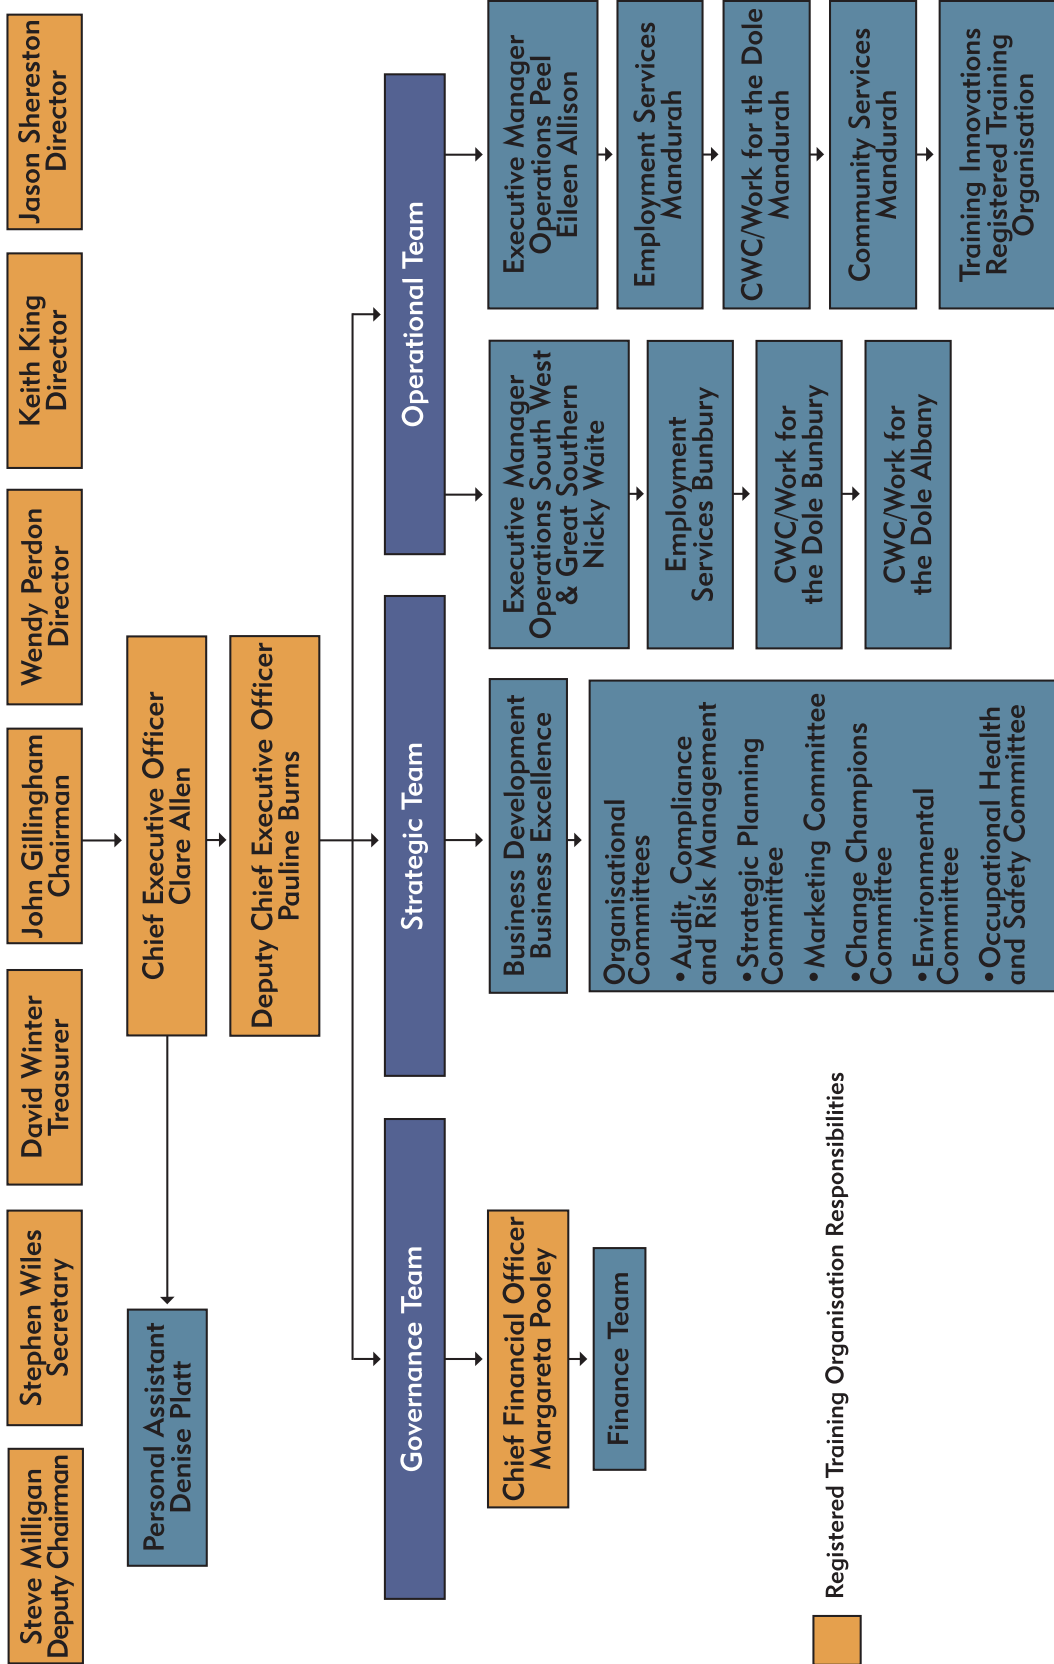 Steve Milligan
Deputy Chairman
Stephen Wiles
Secretary
David Winter
Treasurer
John Gillingham
Chairman
Wendy Perdon
Director
Keith King
Director
Jason Shereston
Director
Personal Assistant
Denise Platt
Chief Executive Officer
Clare Allen
Deputy Chief Executive Officer
Pauline Burns
Governance Team
Strategic Team
Operational Team
Chief Financial Officer
Margareta Pooley
Finance Team
Business Development
Business Excellence
Organisational
Committees
• Audit, Compliance
and Risk Management
• Strategic Planning
Committee
• Marketing Committee
• Change Champions
Committee
• Environmental
Committee
• Occupational Health
and Safety Committee
Executive Manager
Operations South West
& Great Southern
Nicky Waite
Employment
Services Bunbury
CWC/Work for
the Dole Bunbury
CWC/Work for
the Dole Albany
Executive Manager
Operations Peel
Eileen Allison
Employment Services
Mandurah
CWC/Work for the Dole
Mandurah
Community Services
Mandurah
Training Innovations
Registered Training
Organisation
Registered Training Organisation Responsibilities